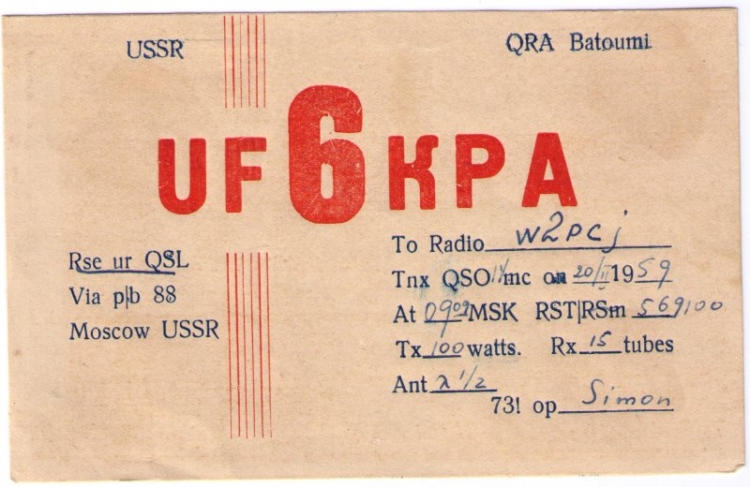 USSR
QRA Batoumi
UF6KPA
Rse ur QSL
Via p/b 88
Moscow USSR
To Radio W2PCj
Tnx QSO 14 mc on 20/II 1959
At 0909 MSK RST|RSm 569100
Tx 100 watts. Rx 15 tubes
Ant λ 1/2
73! op Simon